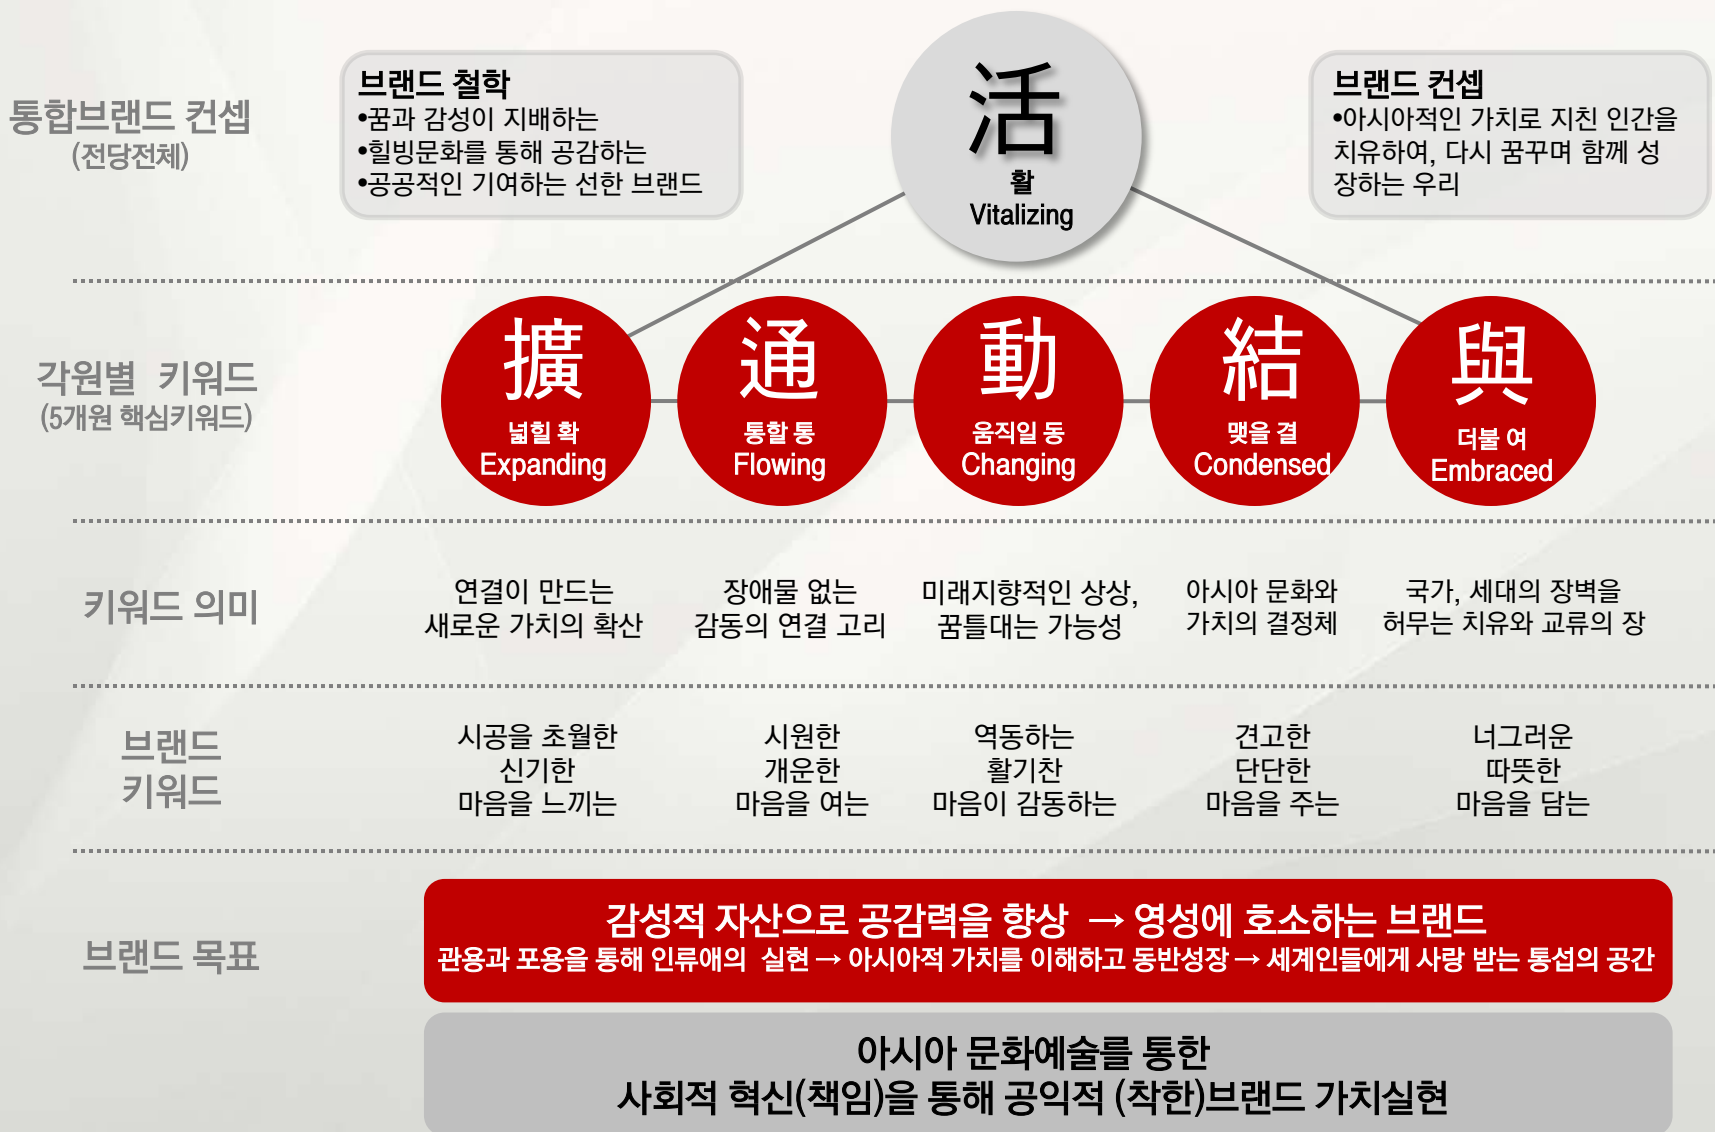 통합브랜드 컨셉
(전당전체)
브랜드 철학
•꿈과 감성이 지배하는
•힐빙문화를 통해 공감하는
•공공적인 기여하는 선한 브랜드
活
활
Vitalizing
브랜드 컨셉
•아시아적인 가치로 지친 인간을
치유하여, 다시 꿈꾸며 함께 성
장하는 우리
각원별 키워드
(5개원 핵심키워드)
擴
넓힐 확
Expanding
通
통할 통
Flowing
動
움직일 동
Changing
結
맺을 결
Condensed
與
더불 여
Embraced
키워드 의미
연결이 만드는
새로운 가치의 확산
장애물 없는
감동의 연결 고리
미래지향적인 상상,
꿈틀대는 가능성
아시아 문화와
가치의 결정체
국가, 세대의 장벽을
허무는 치유와 교류의 장
브랜드
키워드
시공을 초월한
신기한
마음을 느끼는
시원한
개운한
마음을 여는
역동하는
활기찬
마음이 감동하는
견고한
단단한
마음을 주는
너그러운
따뜻한
마음을 담는
브랜드 목표
감성적 자산으로 공감력을 향상 → 영성에 호소하는 브랜드
관용과 포용을 통해 인류애의 실현 → 아시아적 가치를 이해하고 동반성장 → 세계인들에게 사랑 받는 통섭의 공간
아시아 문화예술를 통한
사회적 혁신(책임)을 통해 공익적 (착한)브랜드 가치실현